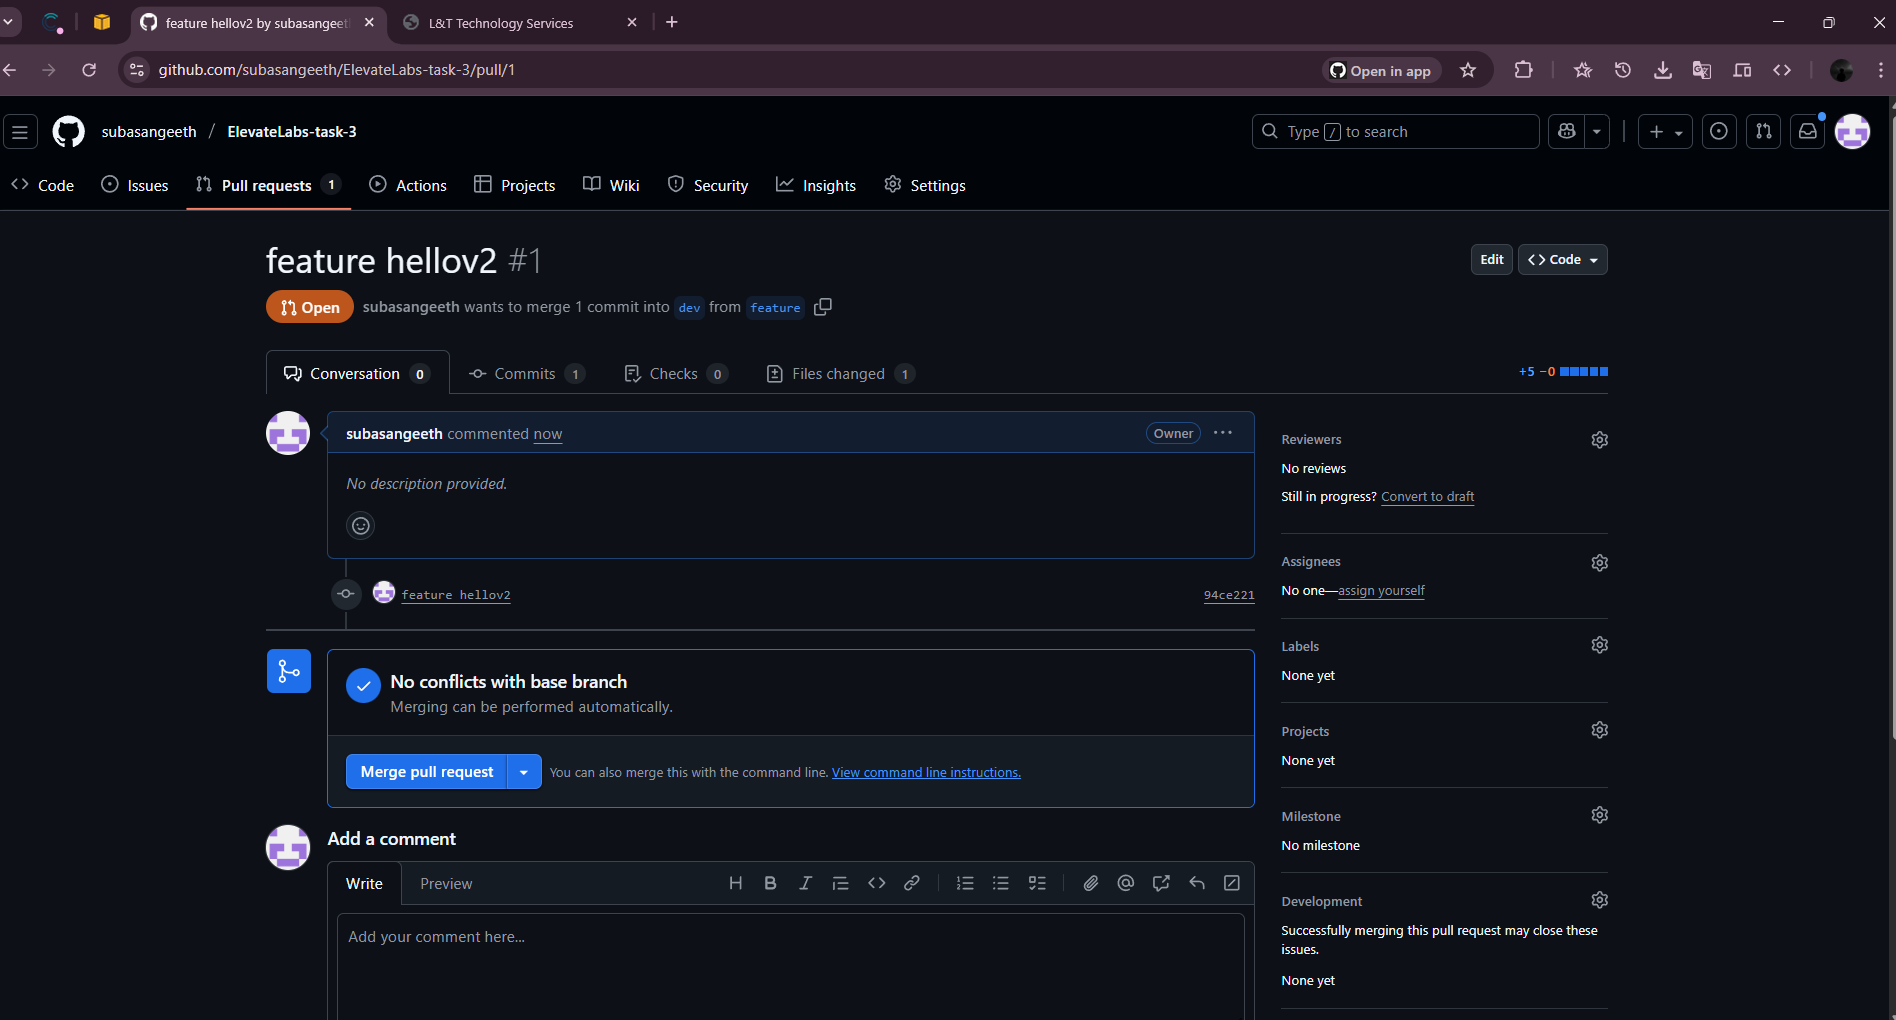 feature hellov2 by subasangeet
L&T Technology Services
github.com/subasangeeth/ElevateLabs-task-3/pull/1
Open in app
subasangeeth / ElevateLabs-task-3
Type / to search
Code
Issues
Pull requests 1
Actions
Projects
Wiki
Security
Insights
Settings
feature hellov2 #1
Edit
Code
Open
subasangeeth wants to merge 1 commit into dev from feature
Conversation 0
Commits 1
Checks 0
Files changed 1
+5 −0
subasangeeth commented now
Owner
No description provided.
feature hellov2
94ce221
No conflicts with base branch
Merging can be performed automatically.
Merge pull request
You can also merge this with the command line. View command line instructions.
Add a comment
Write
Preview
Add your comment here...
Reviewers
No reviews
Still in progress? Convert to draft
Assignees
No one—assign yourself
Labels
None yet
Projects
None yet
Milestone
No milestone
Development
Successfully merging this pull request may close these
issues.
None yet